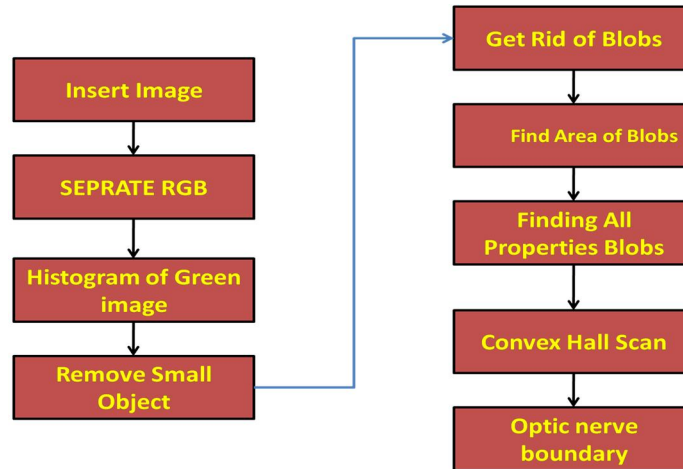 Insert Image
SEPRATE RGB
Histogram of Green
image
Remove Small
Object
Get Rid of Blobs
Find Area of Blobs
Finding All
Properties Blobs
Convex Hall Scan
Optic nerve
boundary